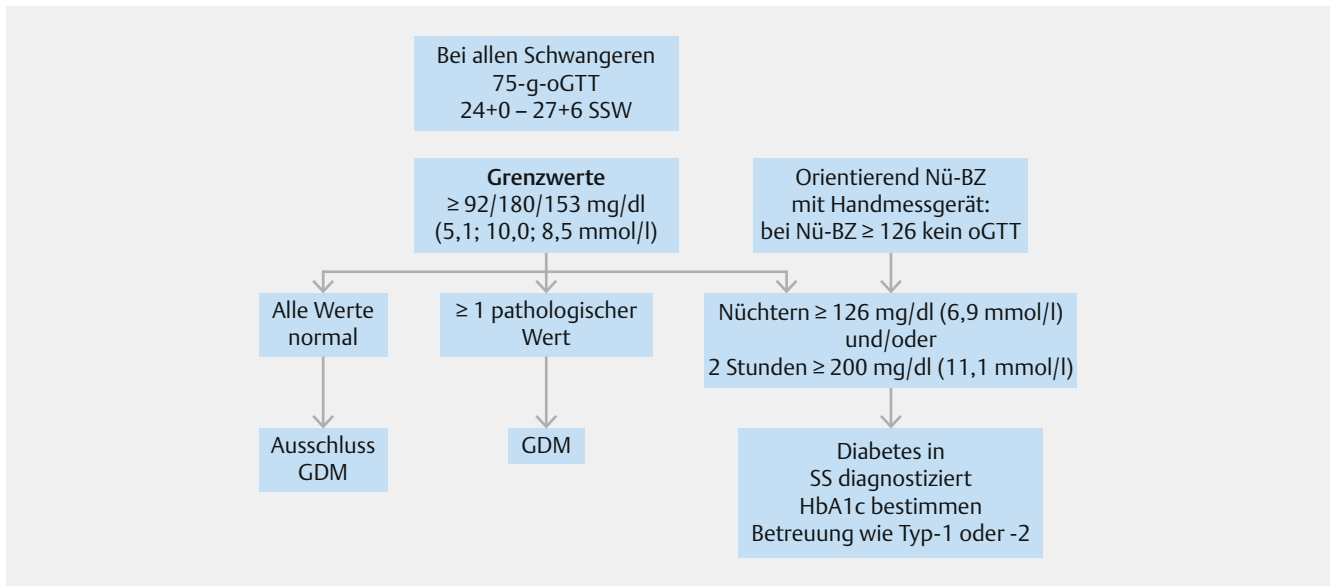 Bei allen Schwangeren
75-g-oGTT
24+0 – 27+6 SSW
Grenzwerte
≥ 92/180/153 mg/dl
(5,1; 10,0; 8,5 mmol/l)
Orientierend Nü-BZ
mit Handmessgerät:
bei Nü-BZ ≥ 126 kein oGTT
Alle Werte
normal
≥ 1 pathologischer
Wert
Nüchtern ≥ 126 mg/dl (6,9 mmol/l)
und/oder
2 Stunden ≥ 200 mg/dl (11,1 mmol/l)
Ausschluss
GDM
GDM
Diabetes in
SS diagnostiziert
HbA1c bestimmen
Betreuung wie Typ-1 oder -2